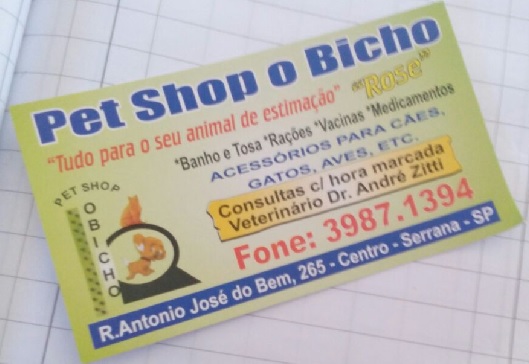 Pet Shop o Bicho
"Rose"
"Tudo para o seu animal de estimação"
*Banho e Tosa *Rações *Vacinas *Medicamentos
ACESSÓRIOS PARA CÃES,
GATOS, AVES, ETC.
Consultas c/ hora marcada
Veterinário Dr. André Zitti
Fone: 3987.1394
PET SHOP
O BICHO
R.Antonio José do Bem, 265 - Centro - Serrana - SP